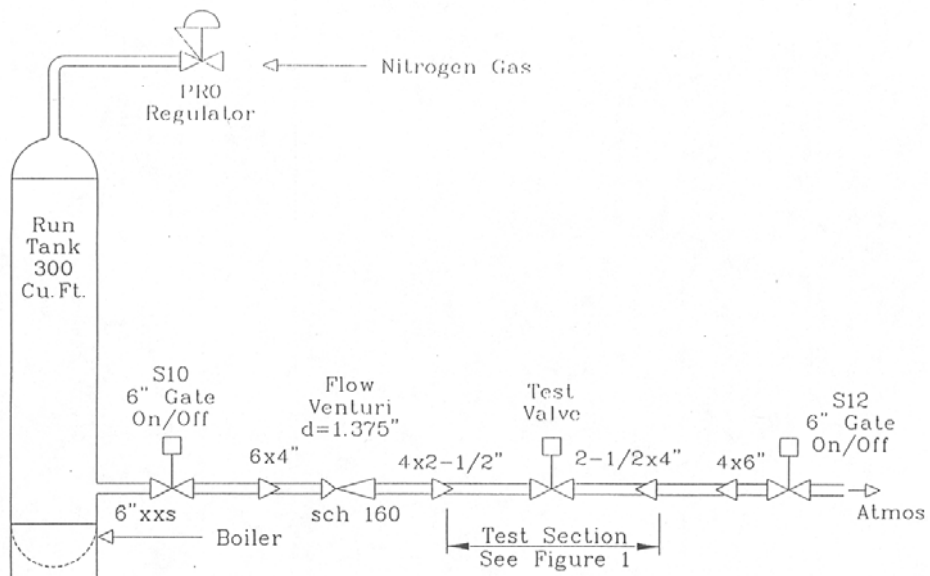 Nitrogen Gas
PRO
Regulator
Run
Tank
300
Cu.Ft.
S10
6" Gate
On/Off
Flow
Venturi
d=1.375"
Test
Valve
S12
6" Gate
On/Off
6x4"
4x2-1/2"
2-1/2x4"
4x6"
6"xxs
sch 160
Atmos
Boiler
Test Section
See Figure 1